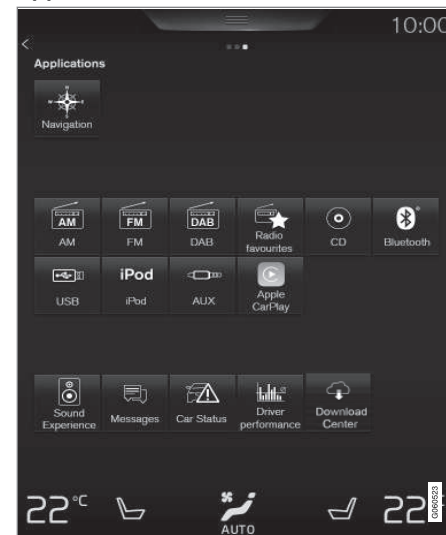 10:00
Applications
Navigation
AM FM DAB
AM FM DAB Radio favourites CD Bluetooth
iPod
USB iPod AUX Apple CarPlay
Sound Experience Messages Car Status Driver performance Download Center
22°C 22
AUTO
G060523